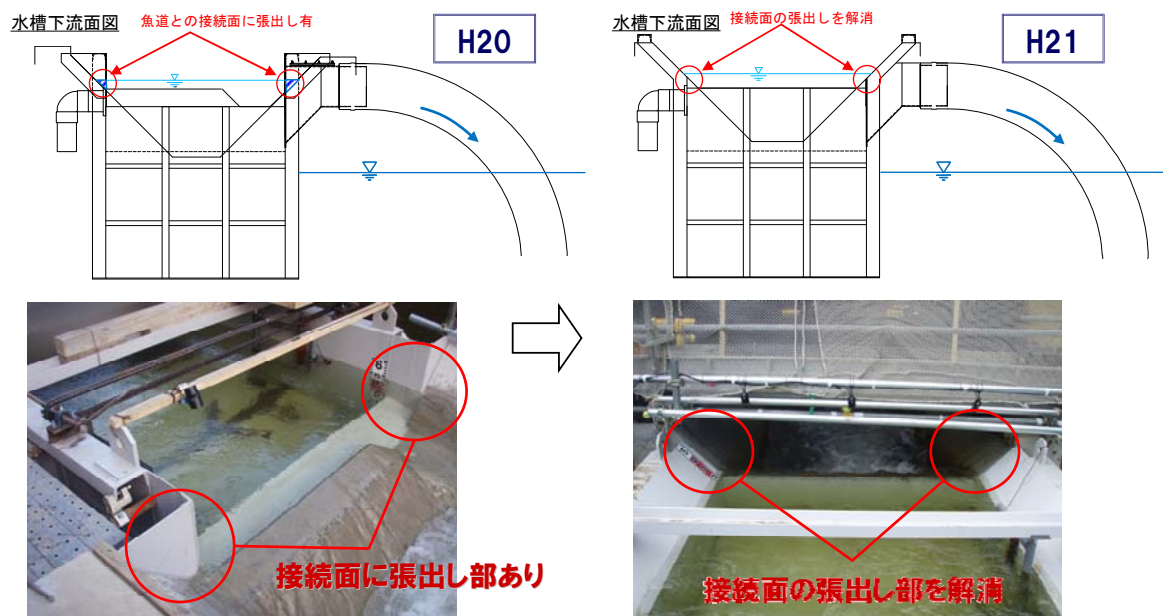 水槽下流面図
魚道との接続面に張出し有
H20
水槽下流面図
接続面の張出しを解消
H21
接続面に張出し部あり
接続面の張出し部を解消